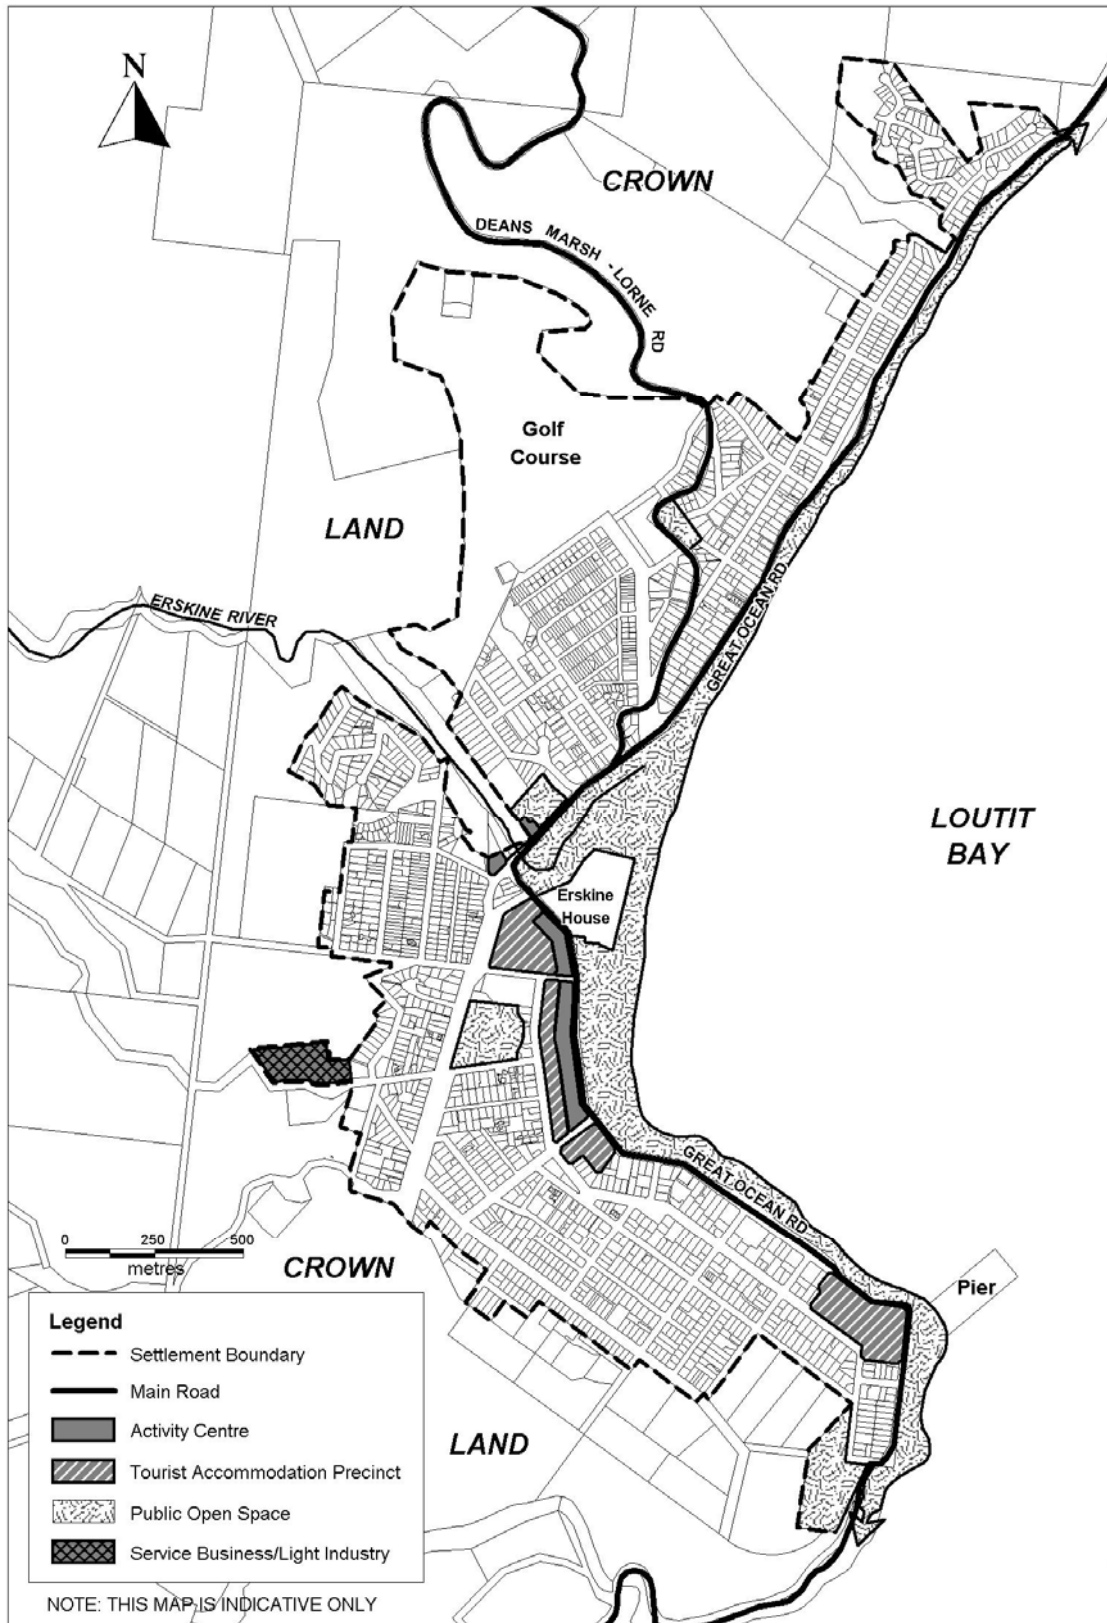 N
CROWN
DEANS MARSH - LORNE RD
Golf
Course
LAND
ERSKINE RIVER
GREAT OCEAN RD
LOUTIT
BAY
Erskine
House
GREAT OCEAN RD
0 250 500
metres
CROWN
Pier
LAND
Legend
Settlement Boundary
Main Road
Activity Centre
Tourist Accommodation Precinct
Public Open Space
Service Business/Light Industry
NOTE: THIS MAP IS INDICATIVE ONLY